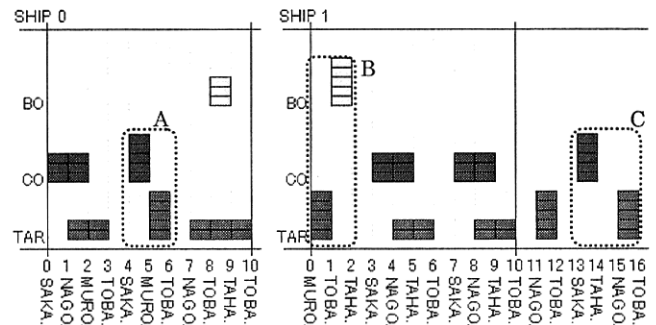 SHIP 0
BO
CO
TAR
A
0 1 2 3 4 5 6 7 8 9 10
SAKA. NAGO. MURO. NAGO. SAKA. MURO. TOBA. NAGO. TOBA. TAHA. TOBA.
SHIP 1
BO
CO
TAR
B
C
0 1 2 3 4 5 6 7 8 9 10 11 12 13 14 15 16
MURO. TOBA. TAHA. SAKA. NAGO. TAHA. TOBA. SAKA. NAGO. TAHA. TOBA. NAGO. TOBA. SAKA. TAHA. NAGO. TOBA.